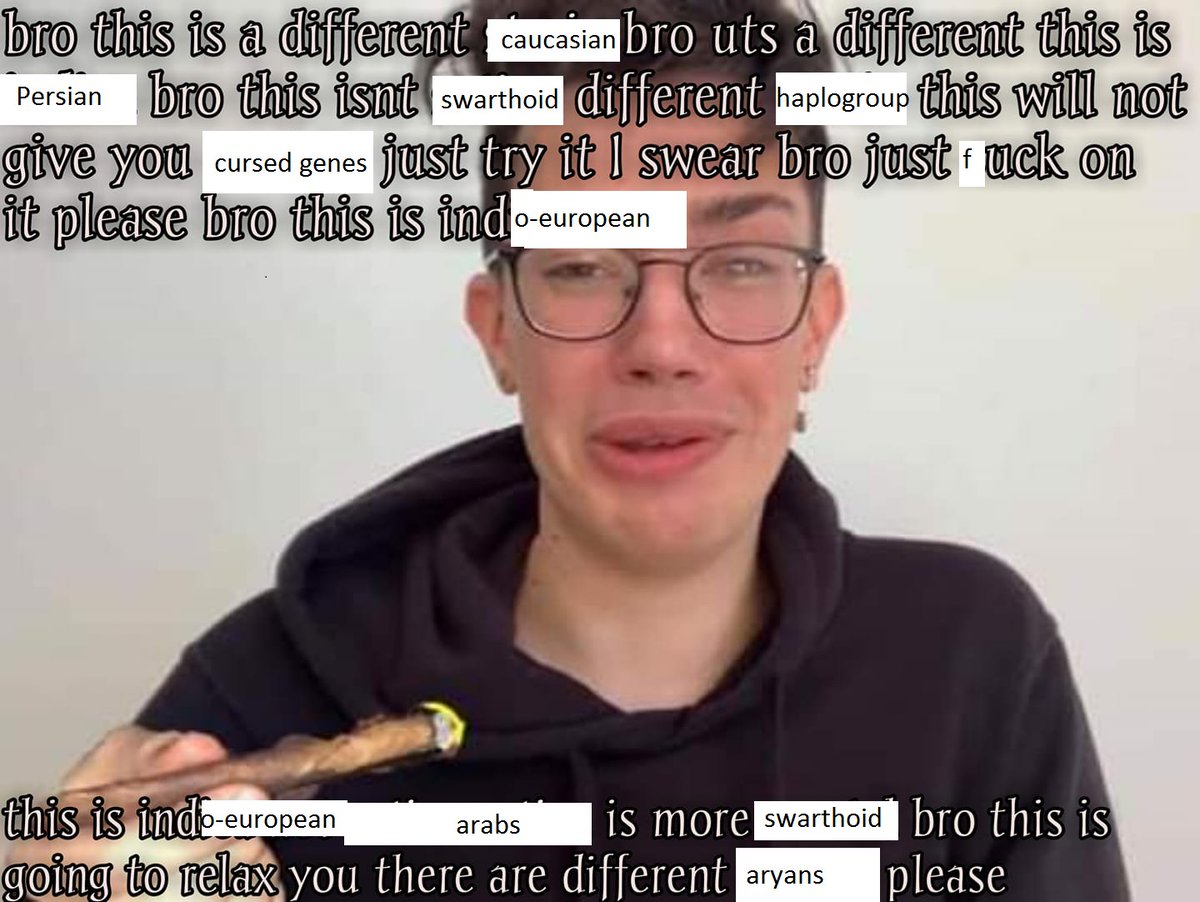 bro this is a different caucasian bro uts a different this is
Persian bro this isnt swarthoid different haplogroup this will not
give you cursed genes just try it I swear bro just f uck on
it please bro this is indo-european
this is indo-european arabs is more swarthoid bro this is
going to relax you there are different aryans please